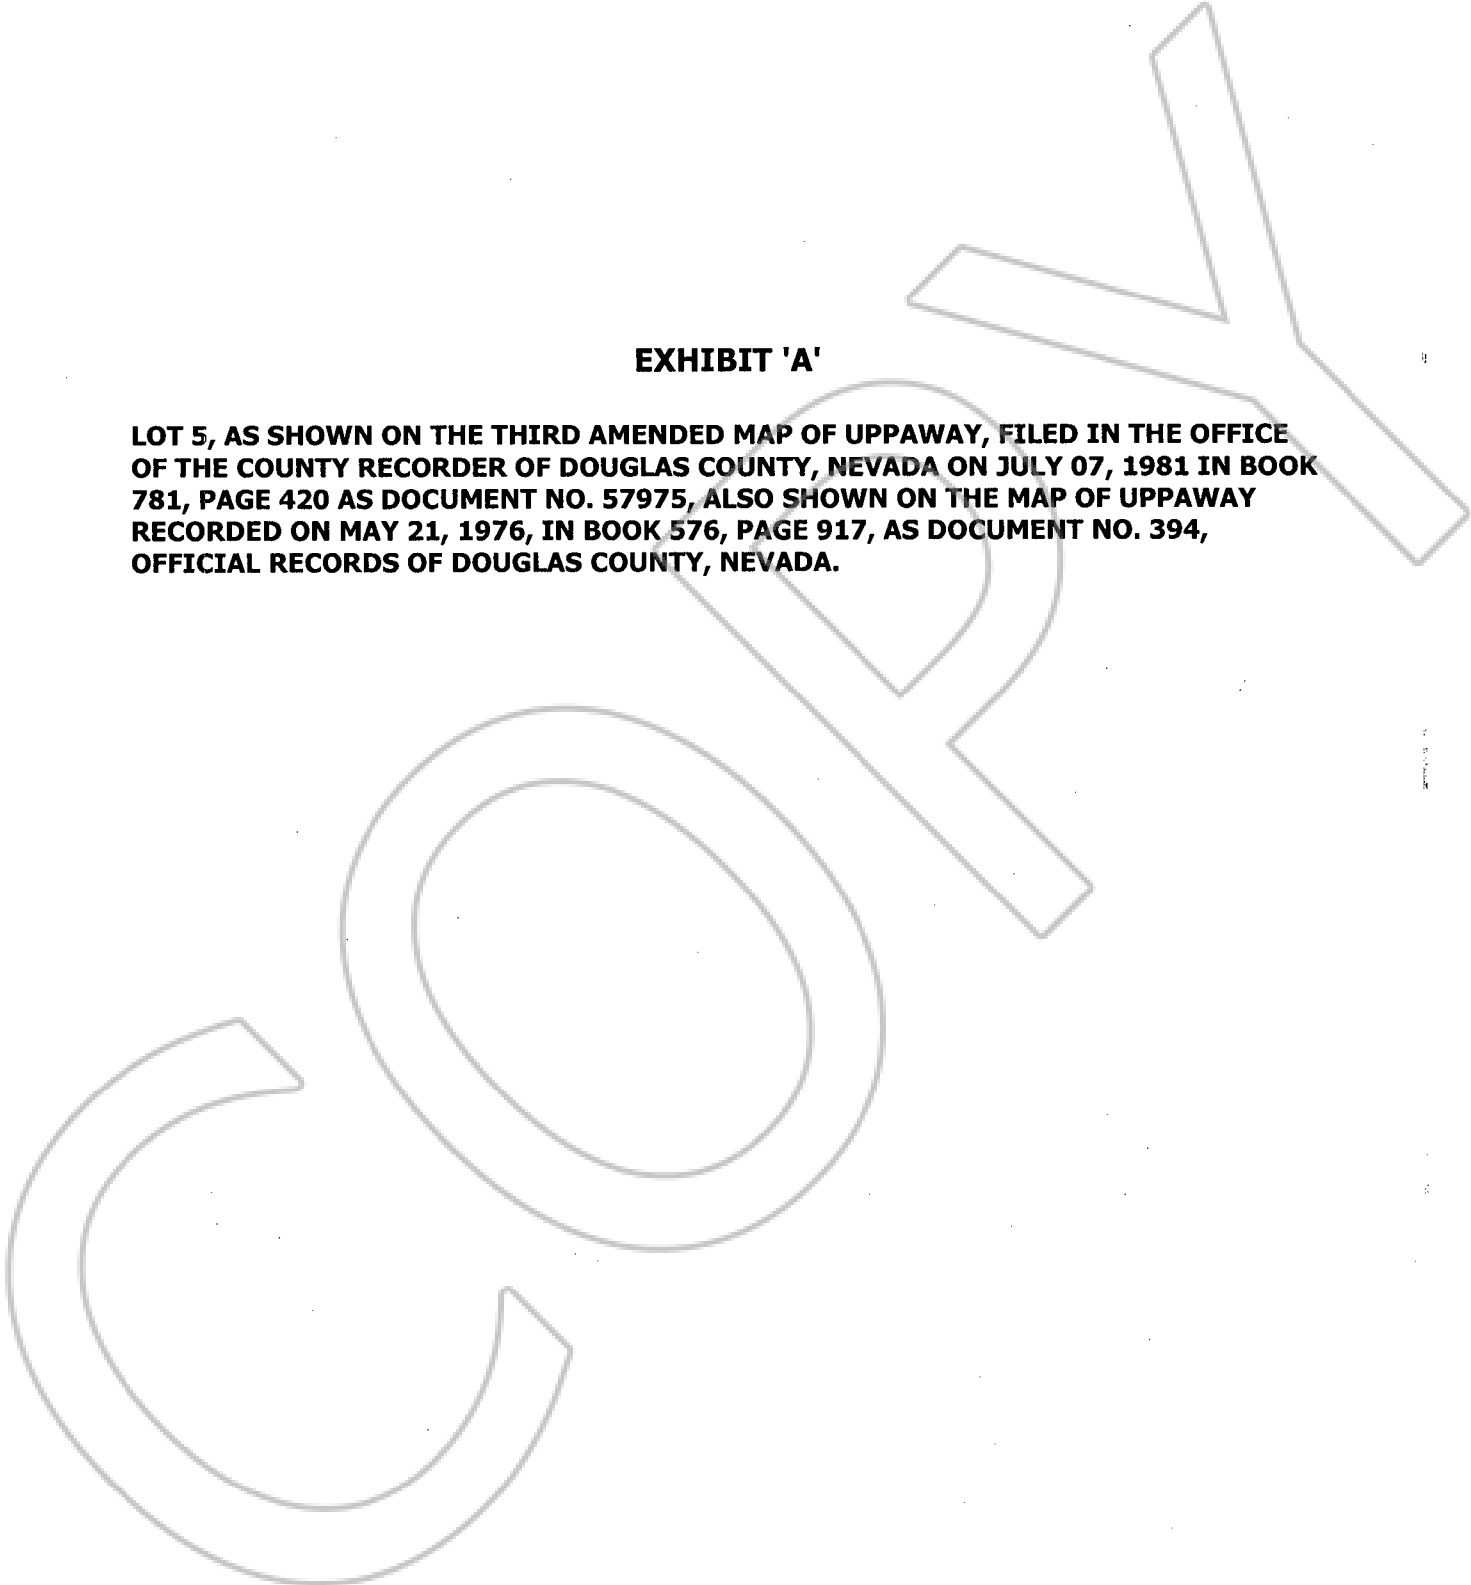 EXHIBIT 'A'
LOT 5, AS SHOWN ON THE THIRD AMENDED MAP OF UPPAWAY, FILED IN THE OFFICE
OF THE COUNTY RECORDER OF DOUGLAS COUNTY, NEVADA ON JULY 07, 1981 IN BOOK
781, PAGE 420 AS DOCUMENT NO. 57975, ALSO SHOWN ON THE MAP OF UPPAWAY
RECORDED ON MAY 21, 1976, IN BOOK 576, PAGE 917, AS DOCUMENT NO. 394,
OFFICIAL RECORDS OF DOUGLAS COUNTY, NEVADA.
COPY